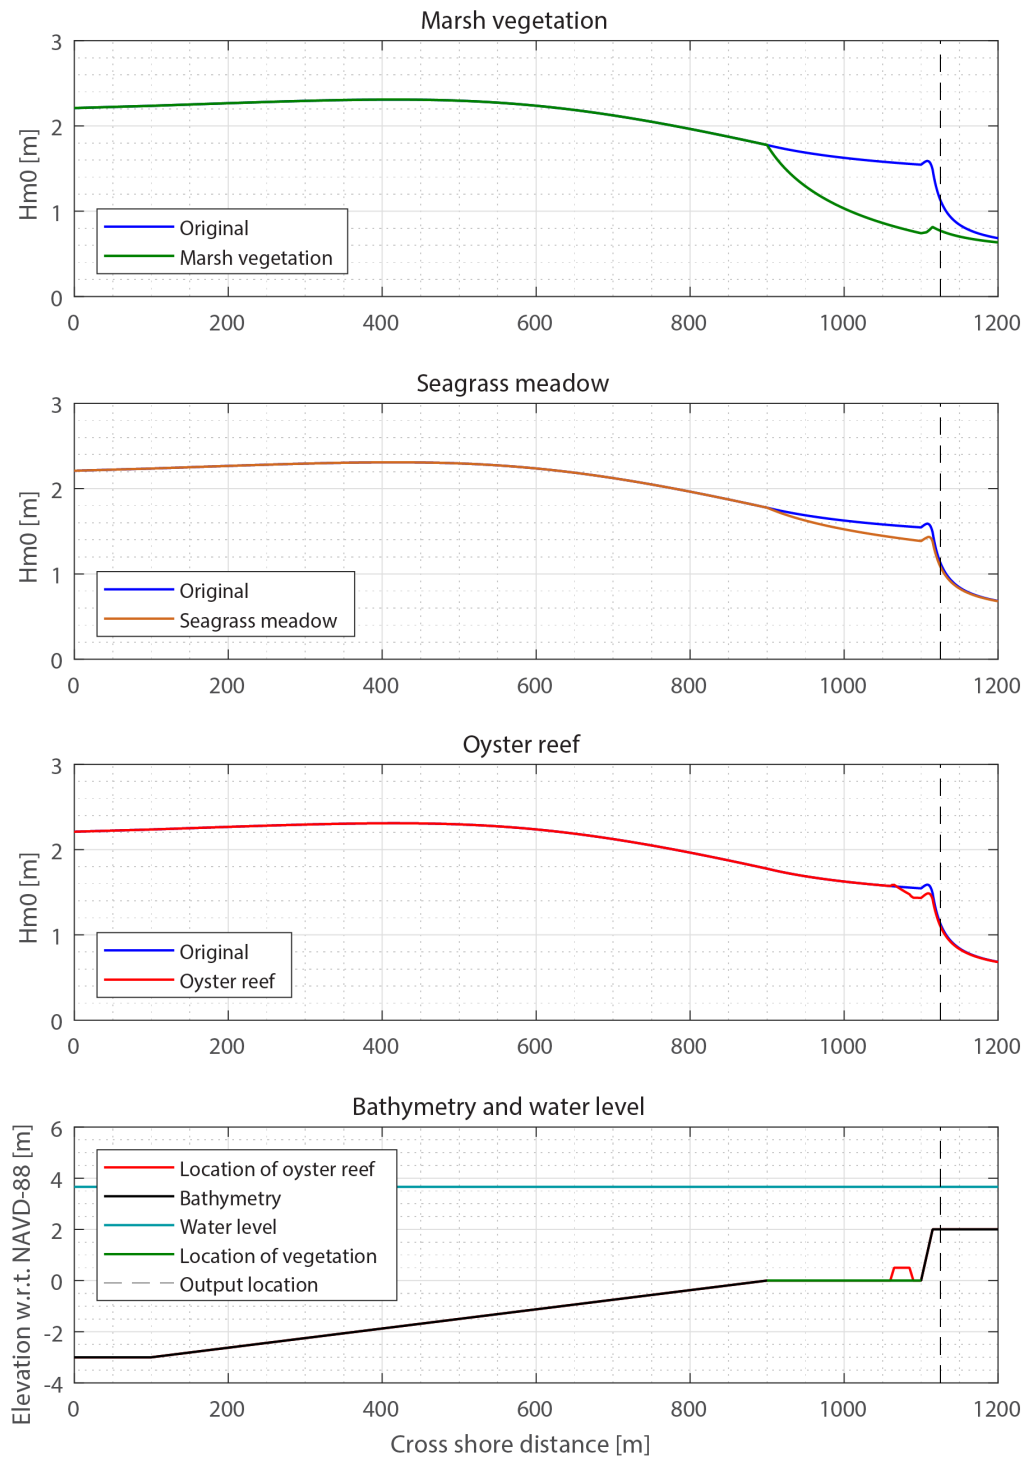 Marsh vegetation
3
2
1
0
Hm0 [m]
Original
Marsh vegetation
0 200 400 600 800 1000 1200
Seagrass meadow
3
2
1
0
Hm0 [m]
Original
Seagrass meadow
0 200 400 600 800 1000 1200
Oyster reef
3
2
1
0
Hm0 [m]
Original
Oyster reef
0 200 400 600 800 1000 1200
Bathymetry and water level
6
4
2
0
-2
-4
Elevation w.r.t. NAVD-88 [m]
Location of oyster reef
Bathymetry
Water level
Location of vegetation
Output location
0 200 400 600 800 1000 1200
Cross shore distance [m]